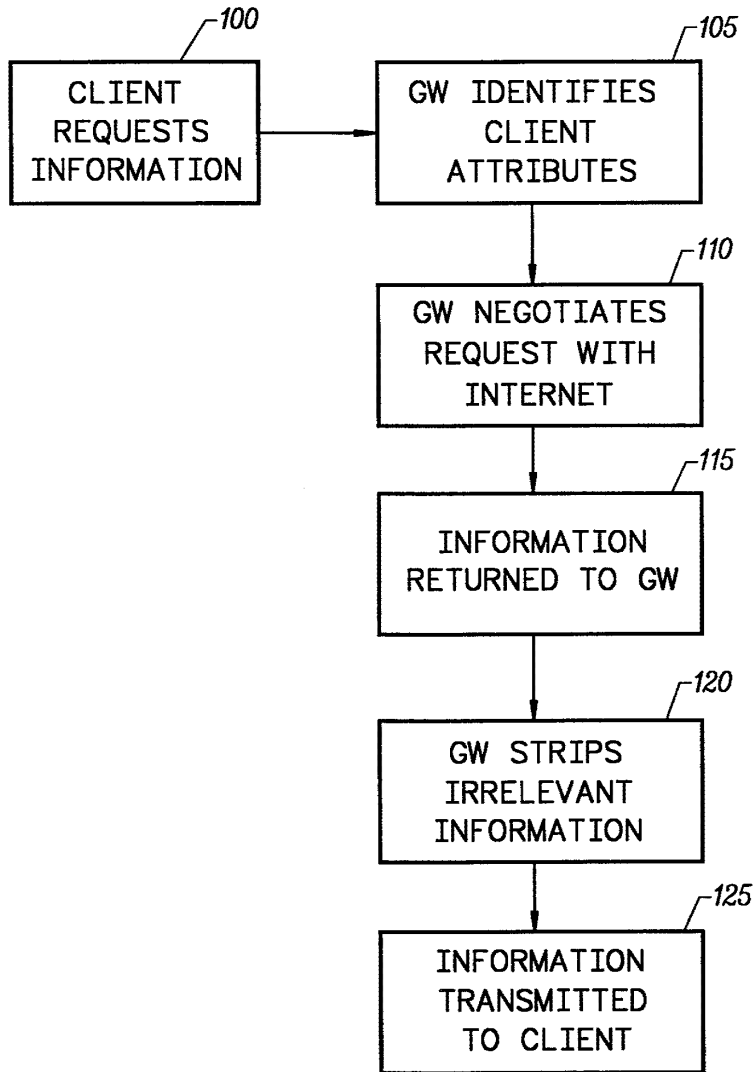 100
CLIENT
REQUESTS
INFORMATION
105
GW IDENTIFIES
CLIENT
ATTRIBUTES
110
GW NEGOTIATES
REQUEST WITH
INTERNET
115
INFORMATION
RETURNED TO GW
120
GW STRIPS
IRRELEVANT
INFORMATION
125
INFORMATION
TRANSMITTED
TO CLIENT